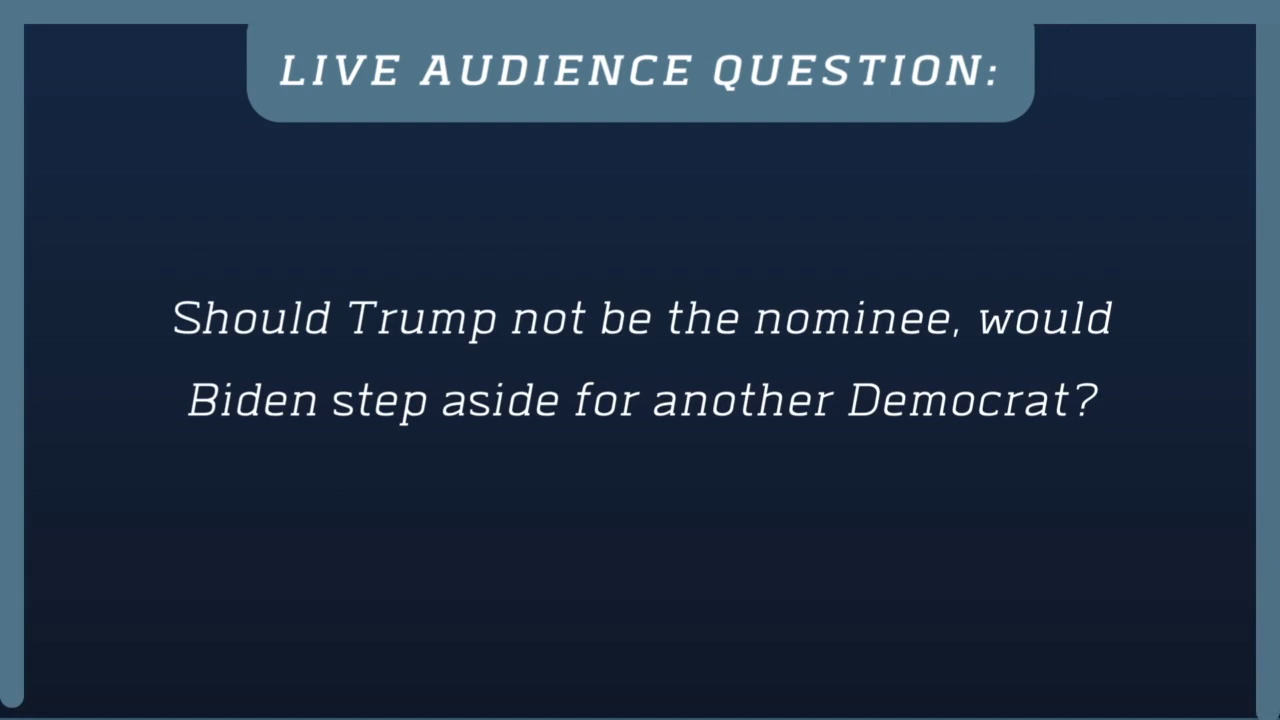 LIVE AUDIENCE QUESTION:
Should Trump not be the nominee, would
Biden step aside for another Democrat?